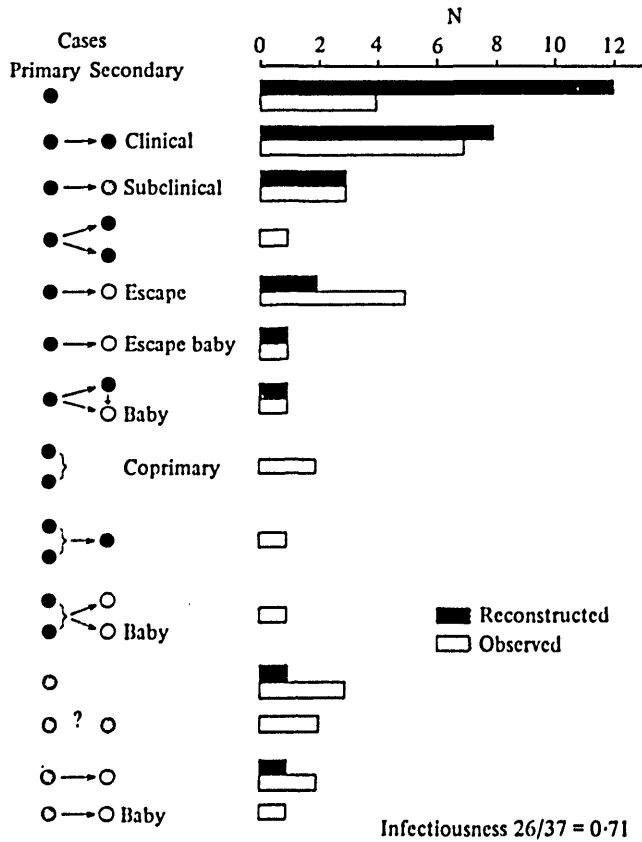 N
Cases
0 2 4 6 8 10 12
Primary Secondary
Clinical
Subclinical
Escape
Escape baby
Baby
Coprimary
Baby
Reconstructed
Observed
?
Baby
Infectiousness 26/37 = 0·71